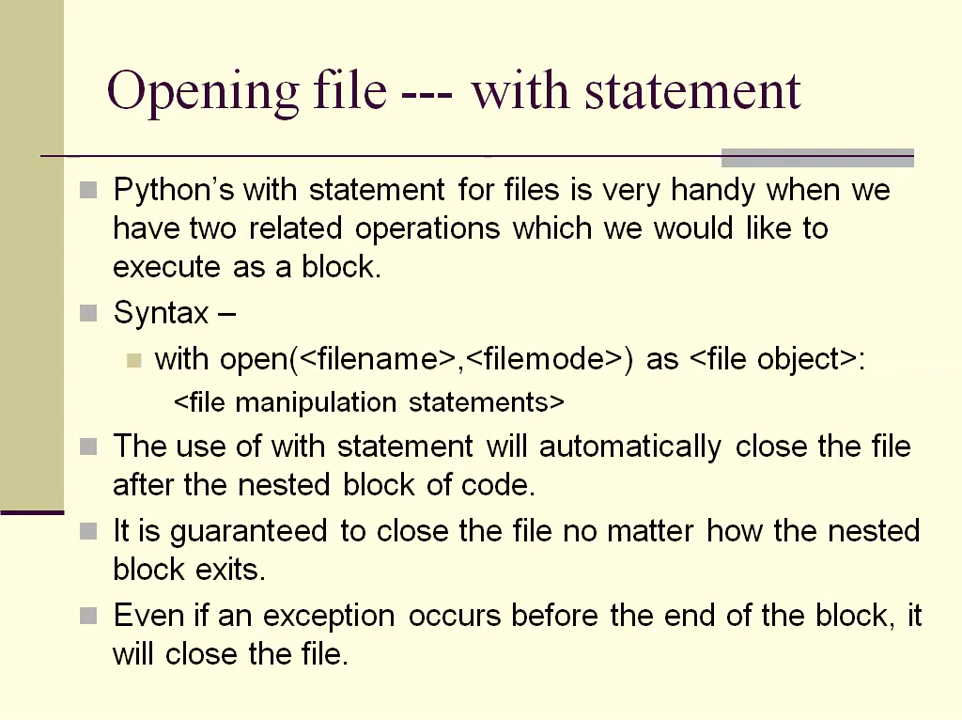 Opening file --- with statement
Python’s with statement for files is very handy when we
have two related operations which we would like to
execute as a block.
Syntax –
with open(<filename>,<filemode>) as <file object>:
<file manipulation statements>
The use of with statement will automatically close the file
after the nested block of code.
It is guaranteed to close the file no matter how the nested
block exits.
Even if an exception occurs before the end of the block, it
will close the file.